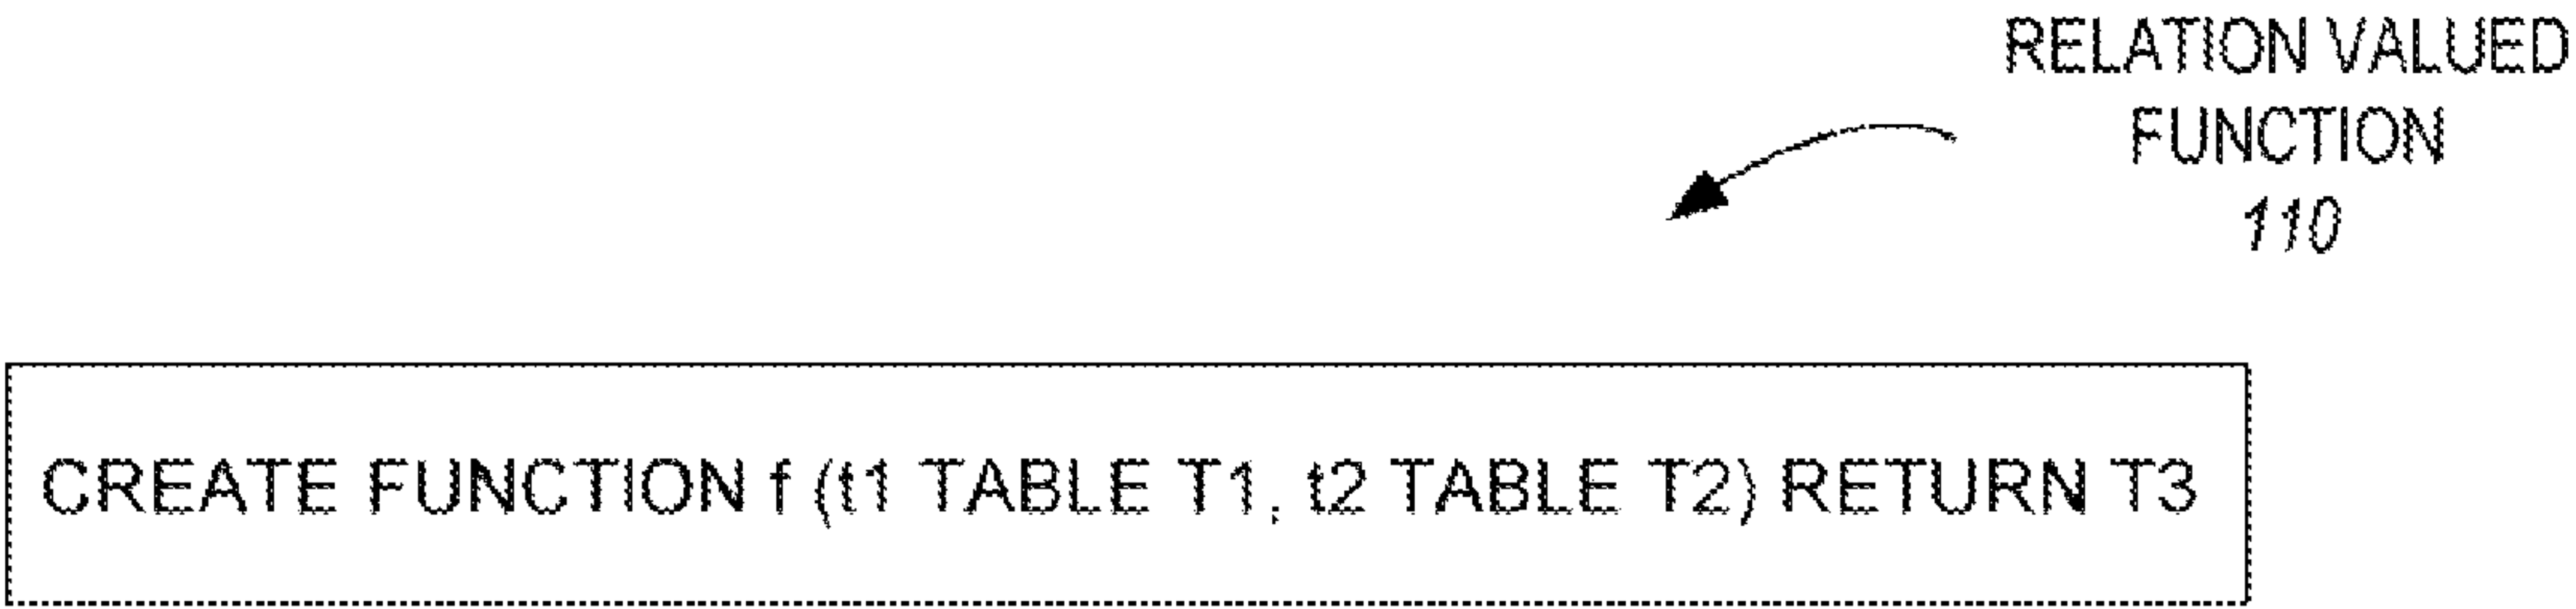 RELATION VALUED
FUNCTION
110
CREATE FUNCTION f (t1 TABLE T1, t2 TABLE T2) RETURN T3